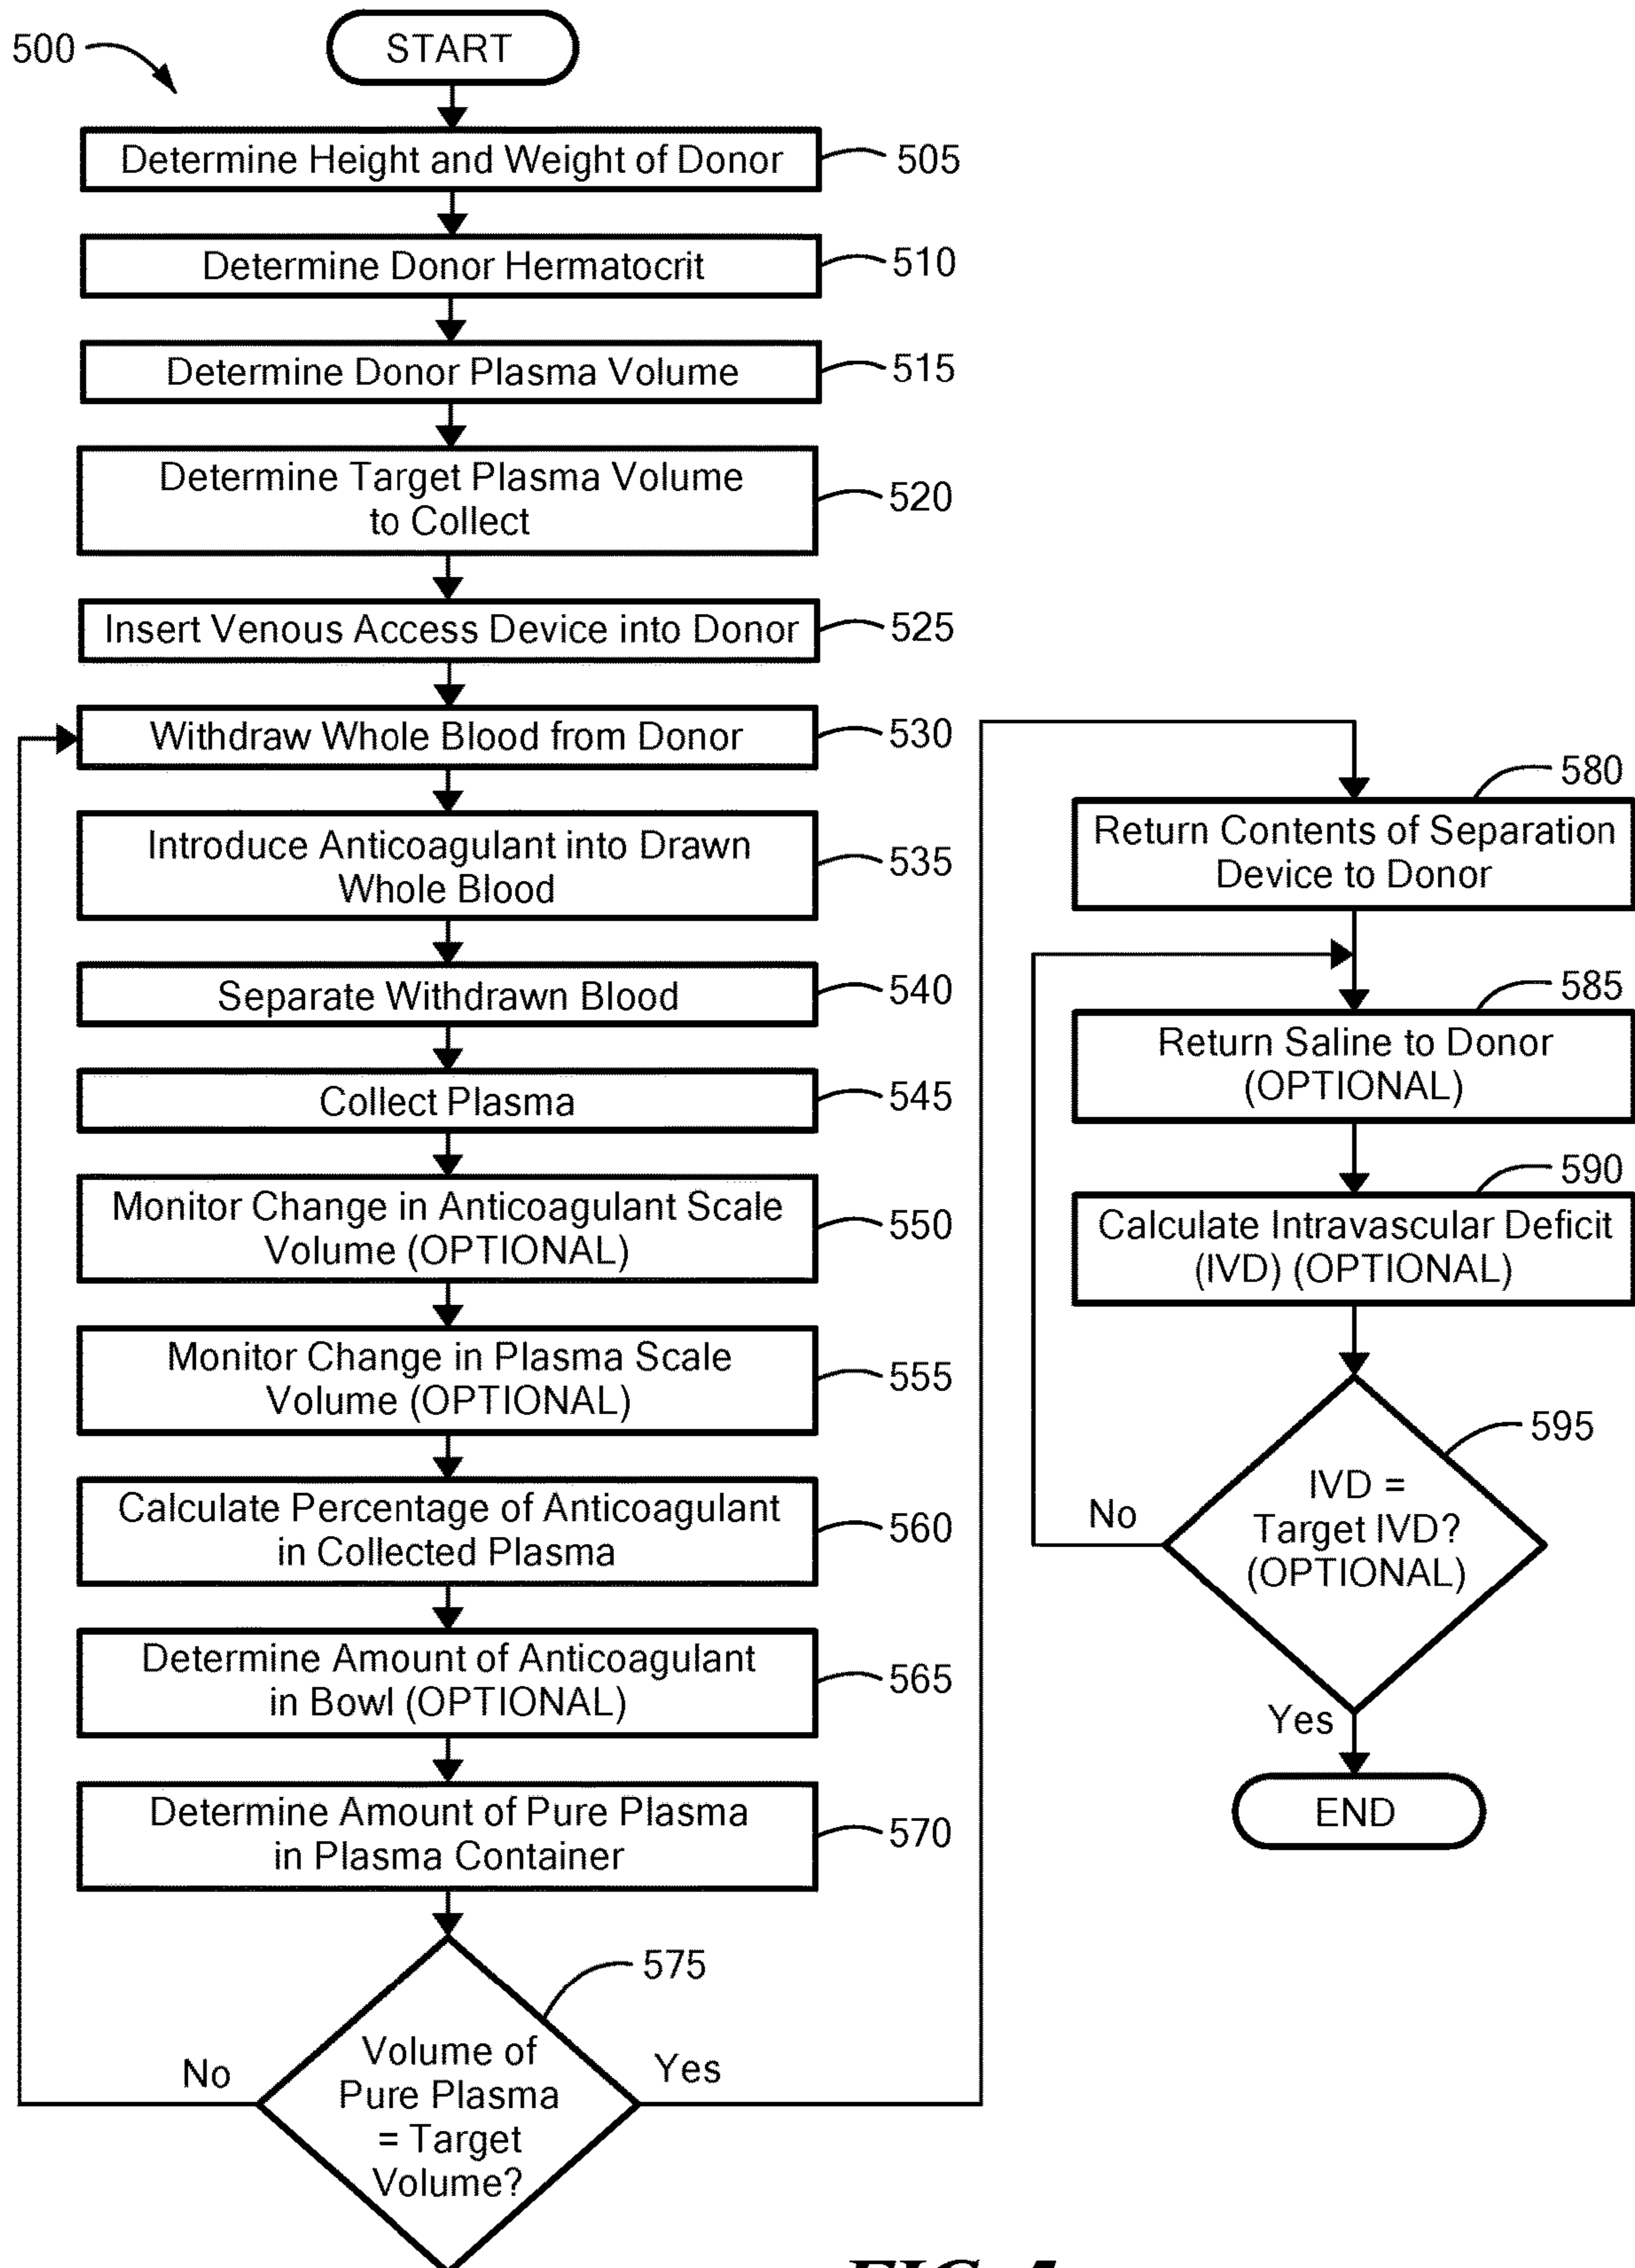 500
START
Determine Height and Weight of Donor
505
Determine Donor Hermatocrit
510
Determine Donor Plasma Volume
515
Determine Target Plasma Volume
to Collect
520
Insert Venous Access Device into Donor
525
Withdraw Whole Blood from Donor
530
Introduce Anticoagulant into Drawn
Whole Blood
535
Separate Withdrawn Blood
540
Collect Plasma
545
Monitor Change in Anticoagulant Scale
Volume (OPTIONAL)
550
Monitor Change in Plasma Scale
Volume (OPTIONAL)
555
Calculate Percentage of Anticoagulant
in Collected Plasma
560
Determine Amount of Anticoagulant
in Bowl (OPTIONAL)
565
Determine Amount of Pure Plasma
in Plasma Container
570
575
Volume of
Pure Plasma
= Target
Volume?
No
Yes
580
Return Contents of Separation
Device to Donor
585
Return Saline to Donor
(OPTIONAL)
590
Calculate Intravascular Deficit
(IVD) (OPTIONAL)
595
IVD =
Target IVD?
(OPTIONAL)
No
Yes
END